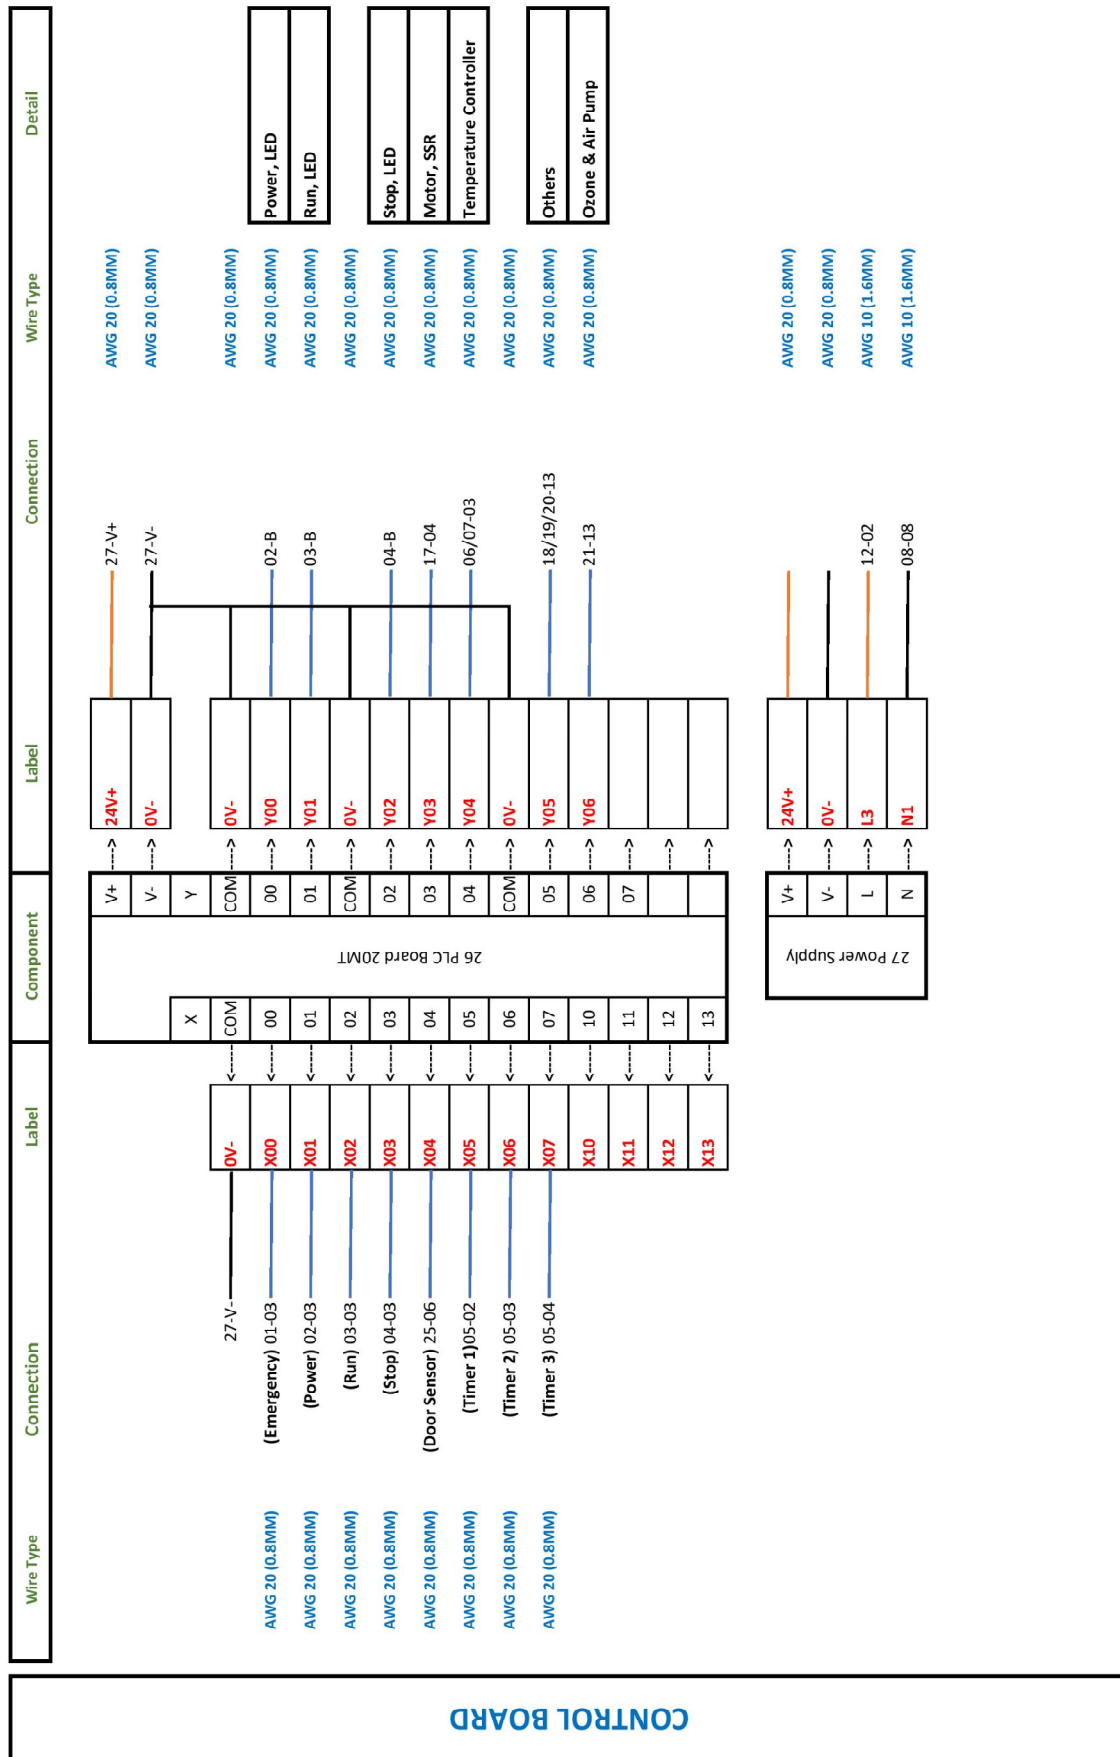 CONTROL BOARD
Wire Type Connection Label Component Label Connection Wire Type Detail
V+ ----> 24V+ 27-V+ AWG 20 (0.8MM)
V- ----> 0V- 27-V- AWG 20 (0.8MM)
X Y
27-V- 0V- <----- COM COM ----> 0V- AWG 20 (0.8MM)
AWG 20 (0.8MM) (Emergency) 01-03 X00 <----- 00 00 ----> Y00 02-B AWG 20 (0.8MM) Power, LED
AWG 20 (0.8MM) (Power) 02-03 X01 <----- 01 01 ----> Y01 03-B AWG 20 (0.8MM) Run, LED
AWG 20 (0.8MM) (Run) 03-03 X02 <----- 02 COM ----> 0V- AWG 20 (0.8MM)
26 PLC Board 20MT
AWG 20 (0.8MM) (Stop) 04-03 X03 <----- 03 02 ----> Y02 04-B AWG 20 (0.8MM) Stop, LED
AWG 20 (0.8MM) (Door Sensor) 25-06 X04 <----- 04 03 ----> Y03 17-04 AWG 20 (0.8MM) Motor, SSR
AWG 20 (0.8MM) (Timer 1)05-02 X05 <----- 05 04 ----> Y04 06/07-03 AWG 20 (0.8MM) Temperature Controller
AWG 20 (0.8MM) (Timer 2) 05-03 X06 <----- 06 COM ----> 0V- AWG 20 (0.8MM)
AWG 20 (0.8MM) (Timer 3) 05-04 X07 <----- 07 05 ----> Y05 18/19/20-13 AWG 20 (0.8MM) Others
X10 <----- 10 06 ----> Y06 21-13 AWG 20 (0.8MM) Ozone & Air Pump
X11 <----- 11 07 ---->
X12 <----- 12 ---->
X13 <----- 13 ---->
27 Power Supply
V+ ----> 24V+ AWG 20 (0.8MM)
V- ----> 0V- AWG 20 (0.8MM)
L ----> L3 12-02 AWG 10 (1.6MM)
N ----> N1 08-08 AWG 10 (1.6MM)